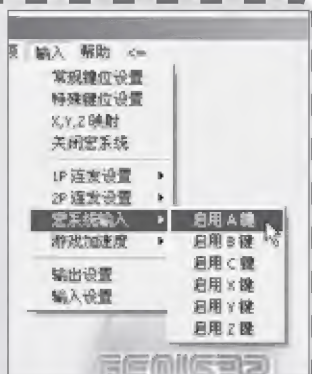 输入 帮助 <=
常规键位设置
特殊键位设置
X,Y,Z映射
关闭宏系统
1P 连发设置
2P 连发设置
宏系统输入
游戏加速度
输出设置
输入设置
启用 A 键
启用 B 键
启用 C 键
启用 X 键
启用 Y 键
启用 Z 键